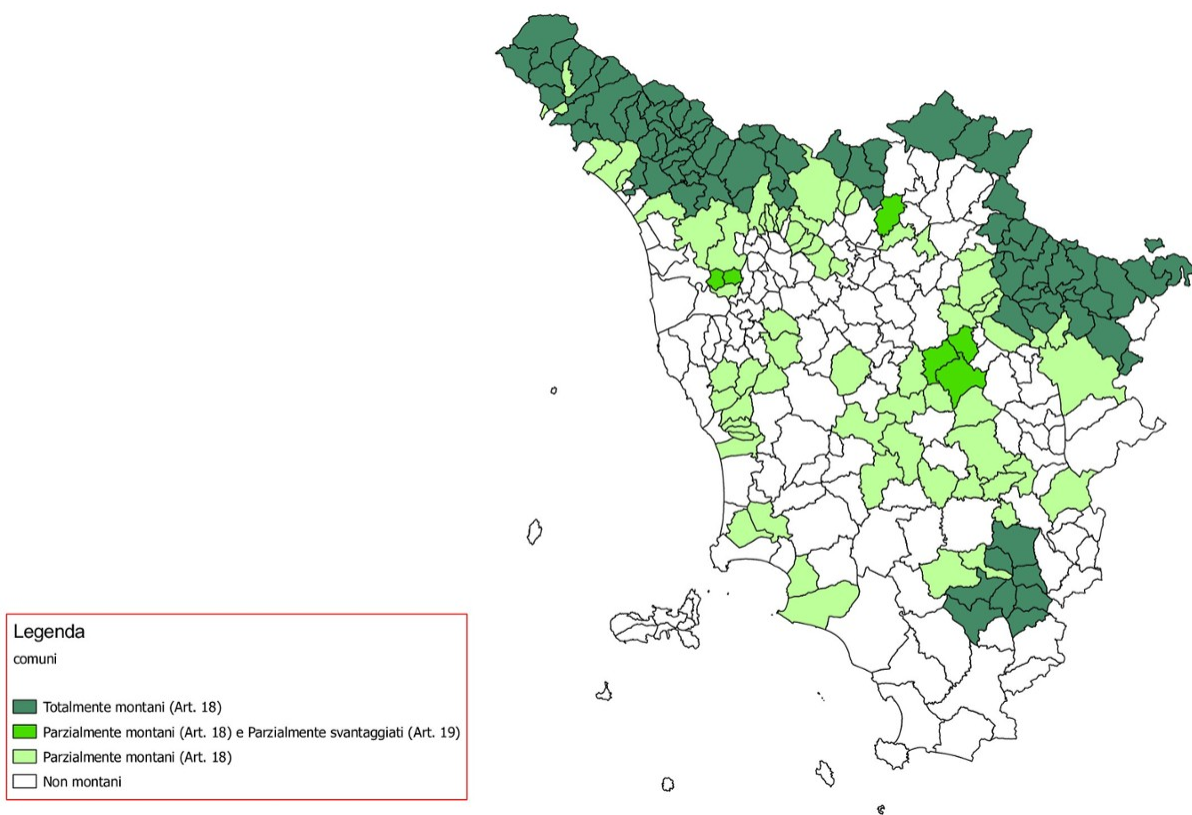 Legenda
comuni
Totalmente montani (Art. 18)
Parzialmente montani (Art. 18) e Parzialmente svantaggiati (Art. 19)
Parzialmente montani (Art. 18)
Non montani